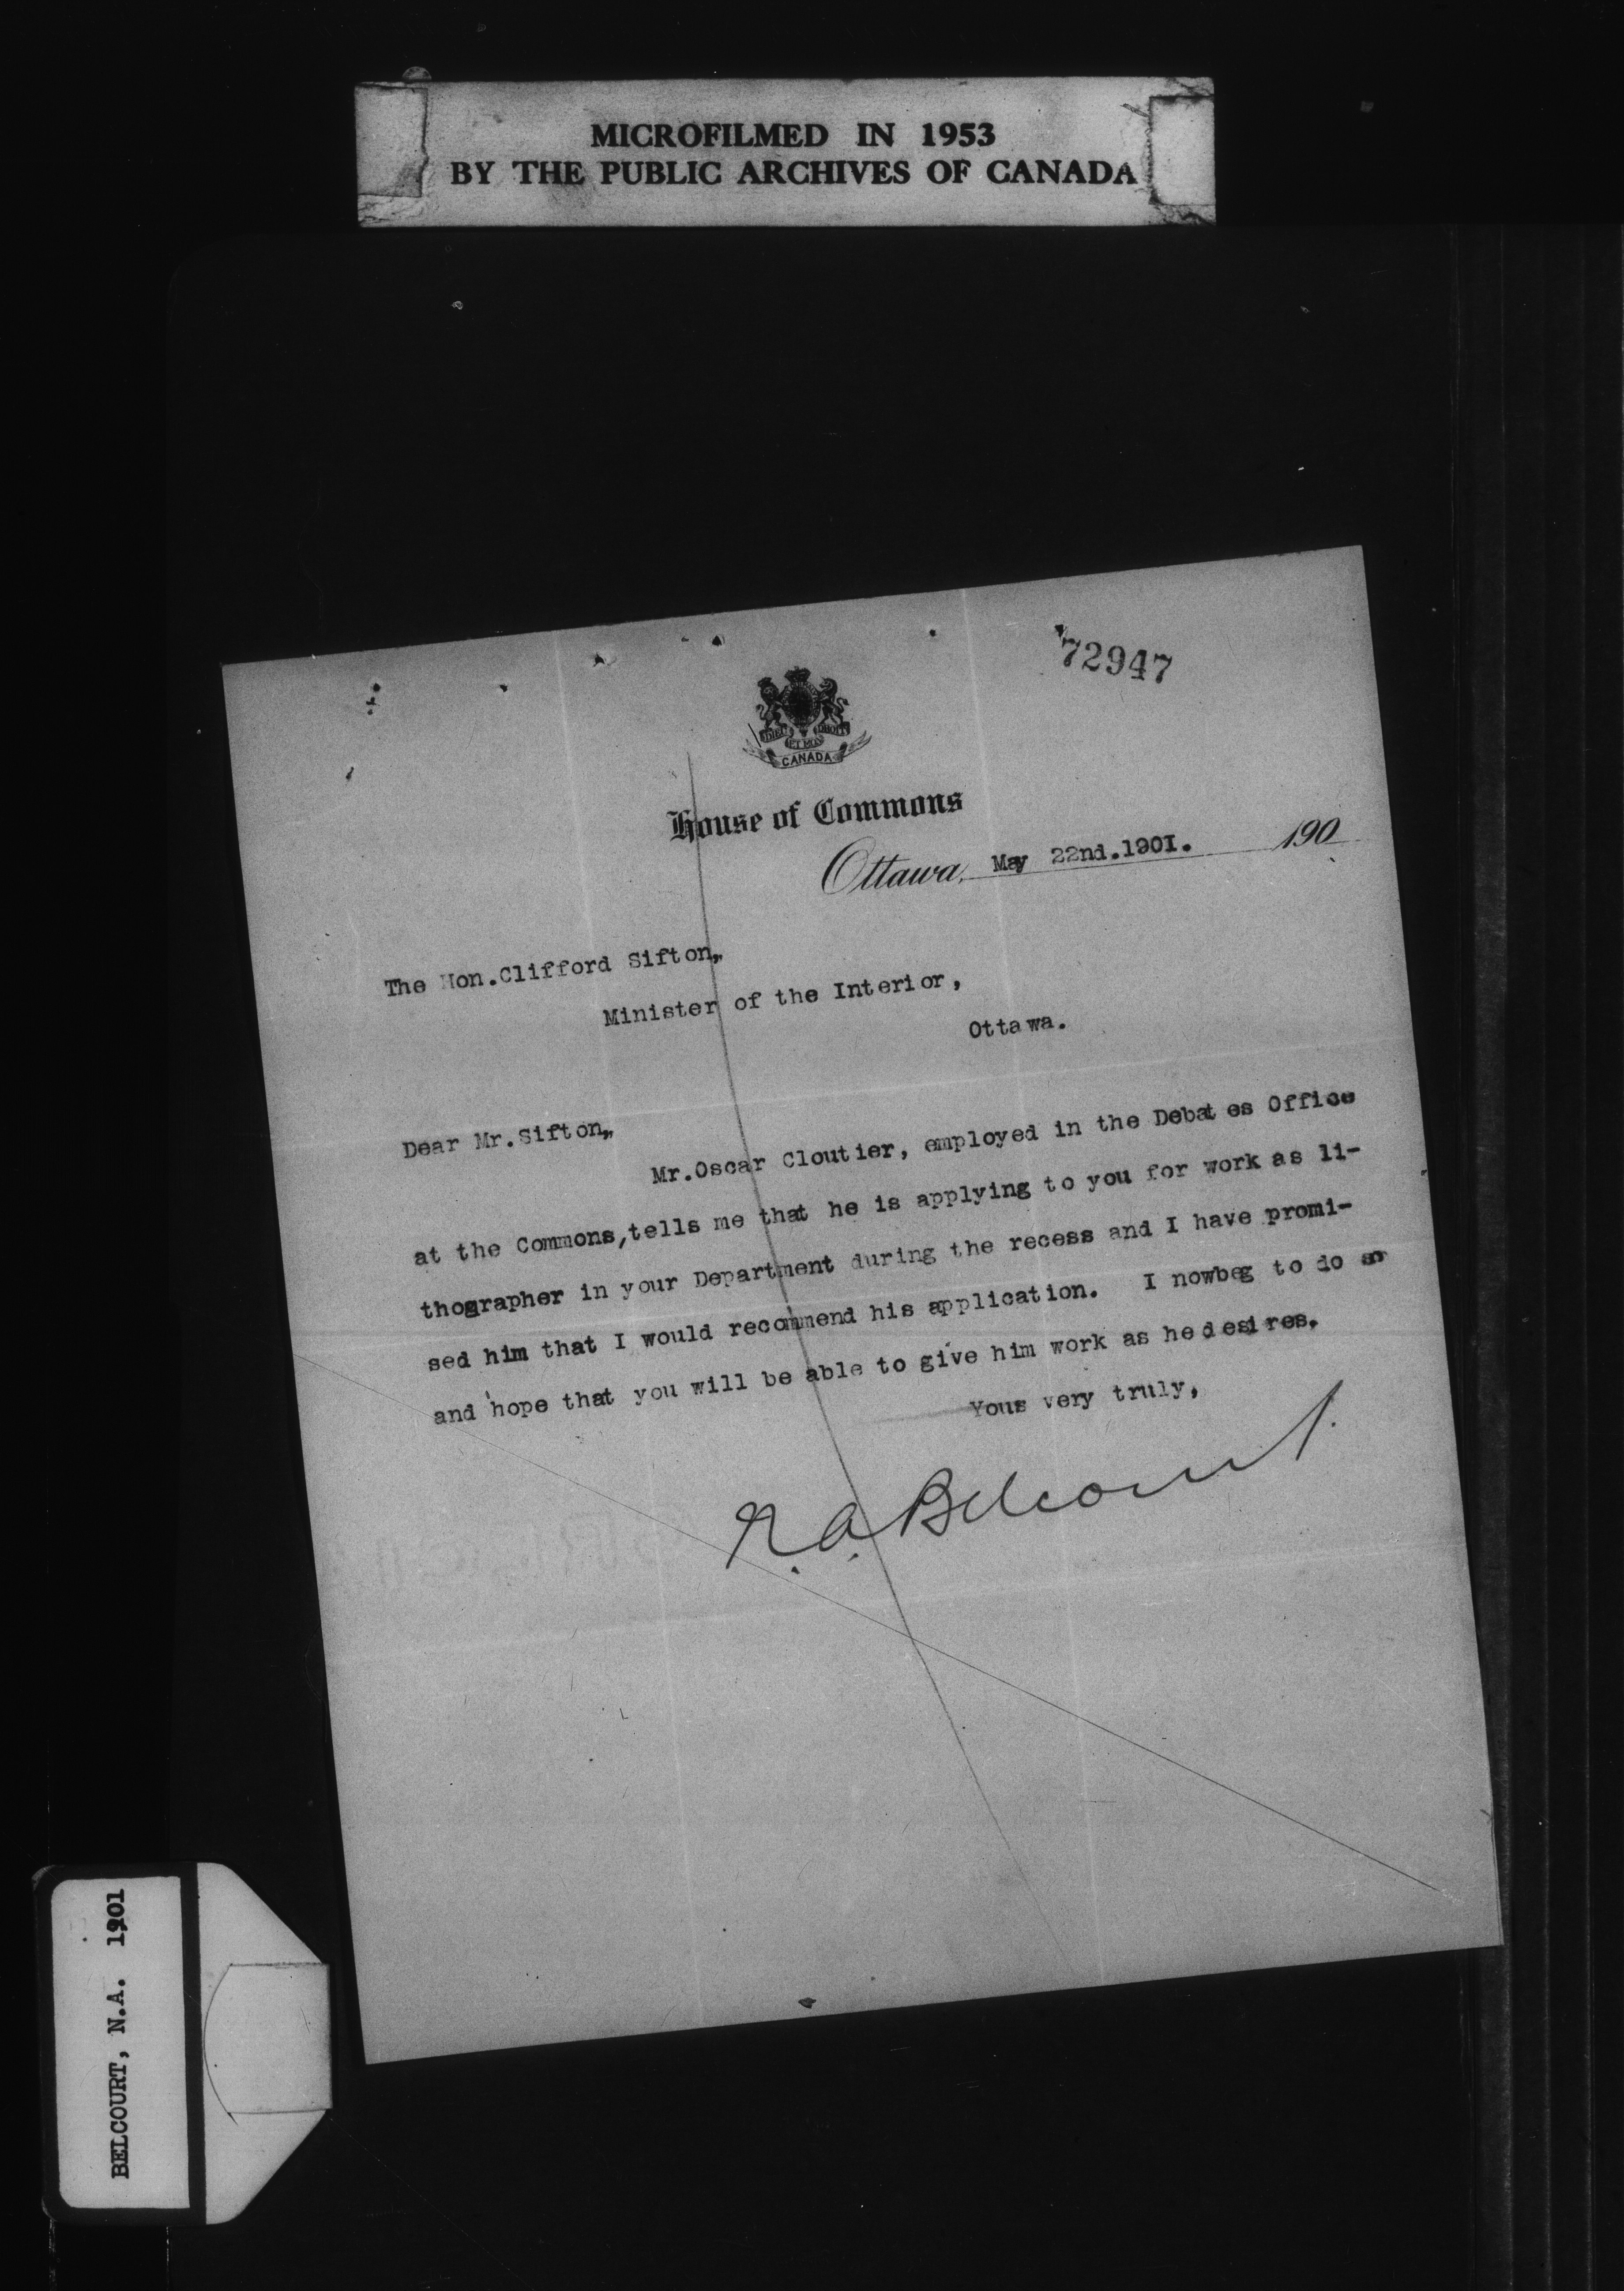 MICROFILMED IN 1953
BY THE PUBLIC ARCHIVES OF CANADA
72947
DIEU ET MON DROIT
CANADA
House of Commons
Ottawa, May 22nd.1901. 190
The Hon.Clifford Sifton,
Minister of the Interior,
Ottawa.
Dear Mr.Sifton,
Mr.Oscar Cloutier, employed in the Debates Office
at the Commons,tells me that he is applying to you for work as li-
thographer in your Department during the recess and I have promi-
sed him that I would recommend his application. I nowbeg to do so
and hope that you will be able to give him work as he desires.
Yous very truly,
N.A. Belcourt.
BELCOURT, N.A. 1901